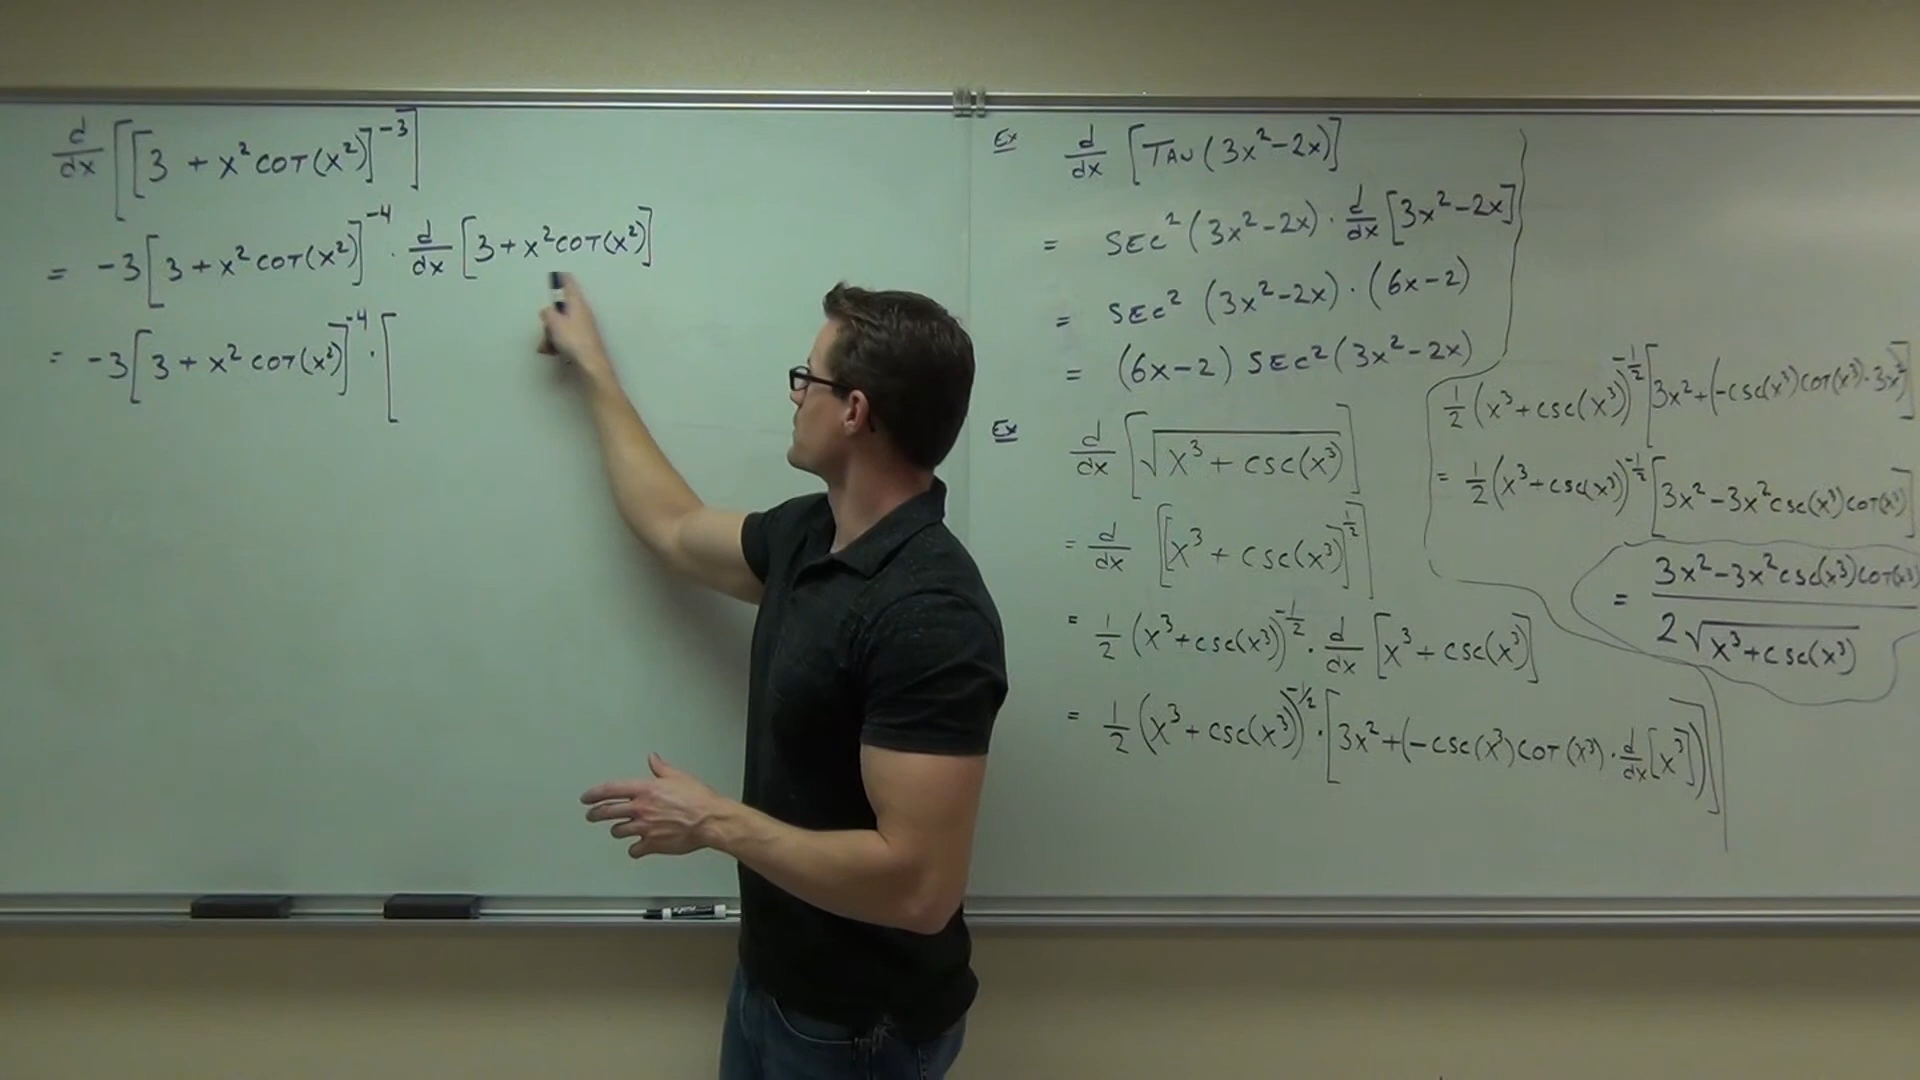 d/dx [[3 + x² COT(x²)]⁻³]
= -3[3 + x² COT(x²)]⁻⁴ · d/dx [3 + x² COT(x²)]
= -3[3 + x² COT(x²)]⁻⁴ · [
Ex d/dx [TAN(3x²-2x)]
= SEC²(3x²-2x) · d/dx [3x²-2x]
= SEC²(3x²-2x) · (6x-2)
= (6x-2) SEC²(3x²-2x)
Ex d/dx [√(x³ + csc(x³))]
= d/dx [[x³ + csc(x³)]^(1/2)]
= 1/2 (x³+csc(x³))^(-1/2) · d/dx [x³ + csc(x³)]
= 1/2 (x³ + csc(x³))^(-1/2) · [3x² + (-csc(x³)COT(x³) · d/dx[x³])]
1/2 (x³+csc(x³))^(-1/2) [3x²+(-csc(x³)COT(x³)·3x²]
= 1/2 (x³+csc(x³))^(-1/2) [3x²-3x²csc(x³)COT(x³)]
= 3x²-3x²csc(x³)COT(x³)
2√(x³+csc(x³))